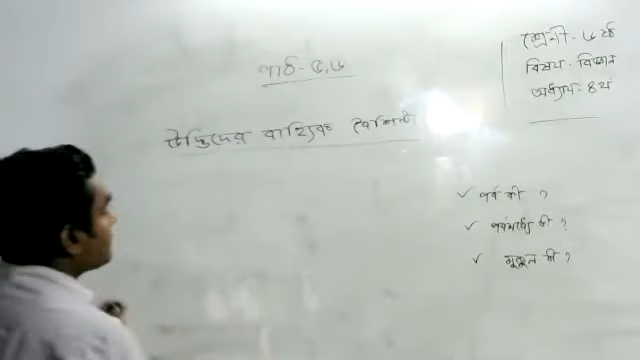 শ্রেনী - ৬ষ্ঠ
বিষয় - বিজ্ঞান
অধ্যায় - ৪র্থ
পাঠ - ৫,৬
উদ্ভিদের বাহ্যিক বৈশিষ্ট্য
✓ পর্ব কী ?
✓ পর্বমধ্যে কী ?
✓ মুকুল কী ?